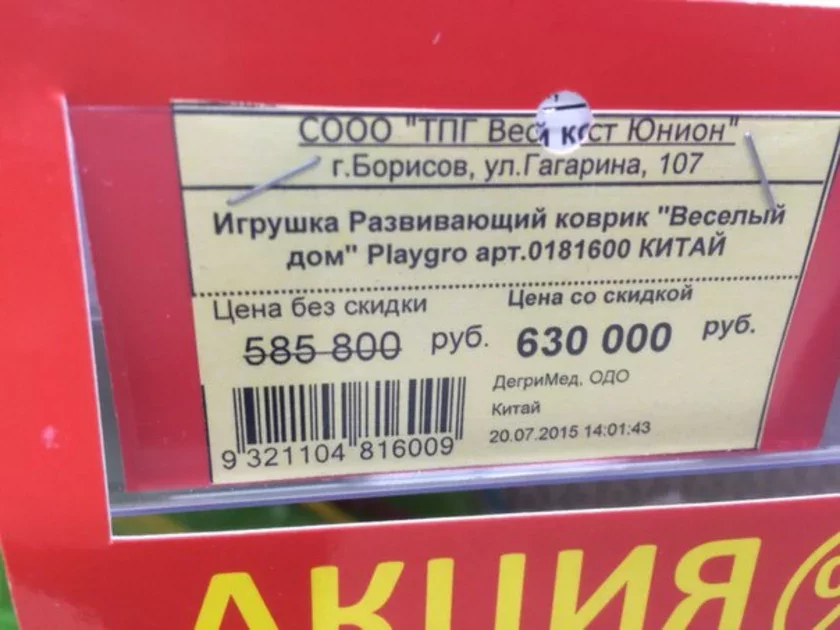 СООО "ТПГ Вест Юнион"
г.Борисов, ул.Гагарина, 107
Игрушка Развивающий коврик "Веселый
дом" Playgro арт.0181600 КИТАЙ
Цена без скидки
Цена со скидкой
585 800 руб.
630 000 руб.
ДегриМед, ОДО
Китай
20.07.2015 14:01:43
9 321104 816009
АКЦИЯ